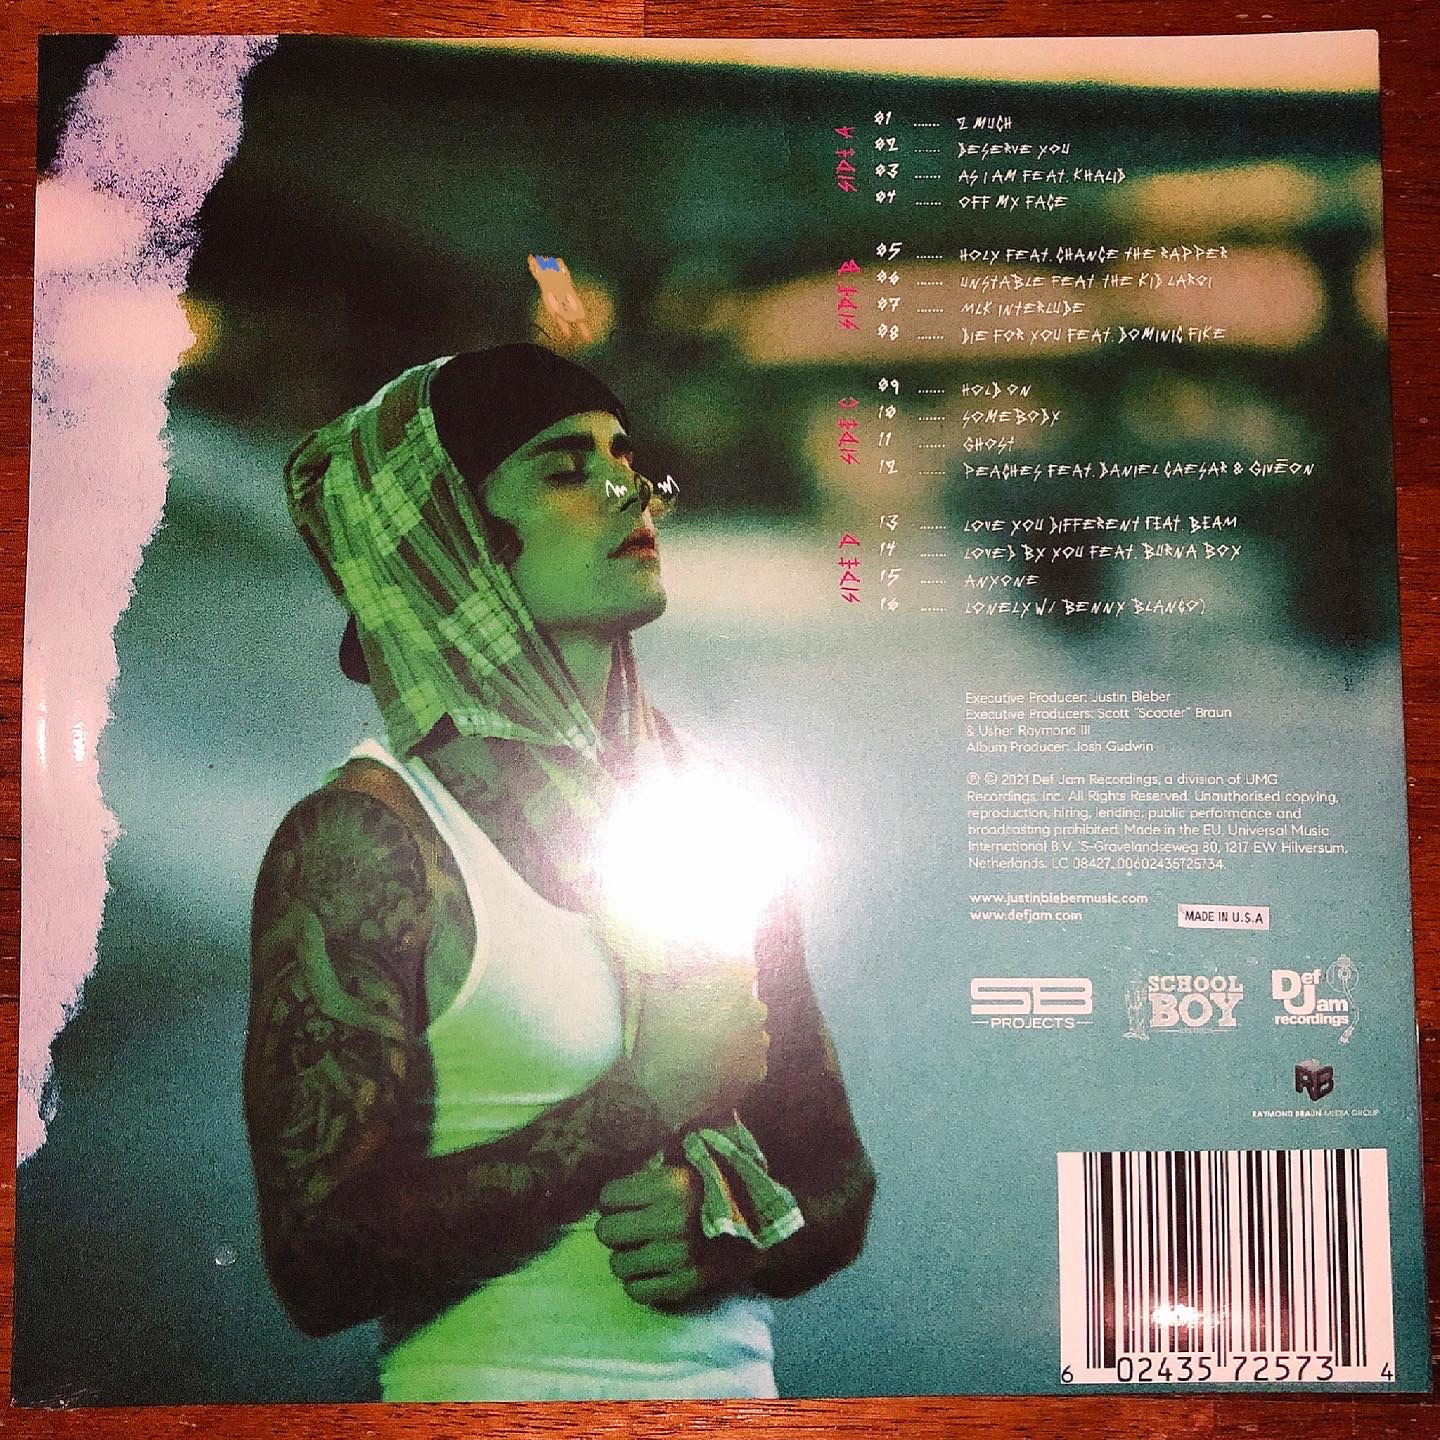 SIDE A
01 ....... 2 MUCH
02 ....... DESERVE YOU
03 ....... AS I AM FEAT. KHALID
04 ....... OFF MY FACE
SIDE B
05 ....... HOLY FEAT. CHANCE THE RAPPER
06 ....... UNSTABLE FEAT THE KID LAROI
07 ....... MLK INTERLUDE
08 ....... DIE FOR YOU FEAT. DOMINIC FIKE
SIDE C
09 ....... HOLD ON
10 ....... SOMEBODY
11 ....... GHOST
12 ....... PEACHES FEAT. DANIEL CAESAR & GIVĒON
SIDE D
13 ....... LOVE YOU DIFFERENT FEAT. BEAM
14 ....... LOVED BY YOU FEAT. BURNA BOY
15 ....... ANYONE
16 ....... LONELY W/ BENNY BLANCO)
Executive Producer: Justin Bieber
Executive Producers: Scott "Scooter" Braun
& Usher Raymond III
Album Producer: Josh Gudwin
℗ © 2021 Def Jam Recordings, a division of UMG
Recordings, Inc. All Rights Reserved. Unauthorised copying,
reproduction, hiring, lending, public performance and
broadcasting prohibited. Made in the EU. Universal Music
International B.V. 'S-Gravelandseweg 80, 1217 EW Hilversum,
Netherlands. LC 08427. 00602435725734.
www.justinbiebermusic.com
www.defjam.com
MADE IN U.S.A
SB
PROJECTS
SCHOOL
BOY
Def
Jam
recordings
RB
RAYMOND BRAUN MEDIA GROUP
6 02435 72573 4